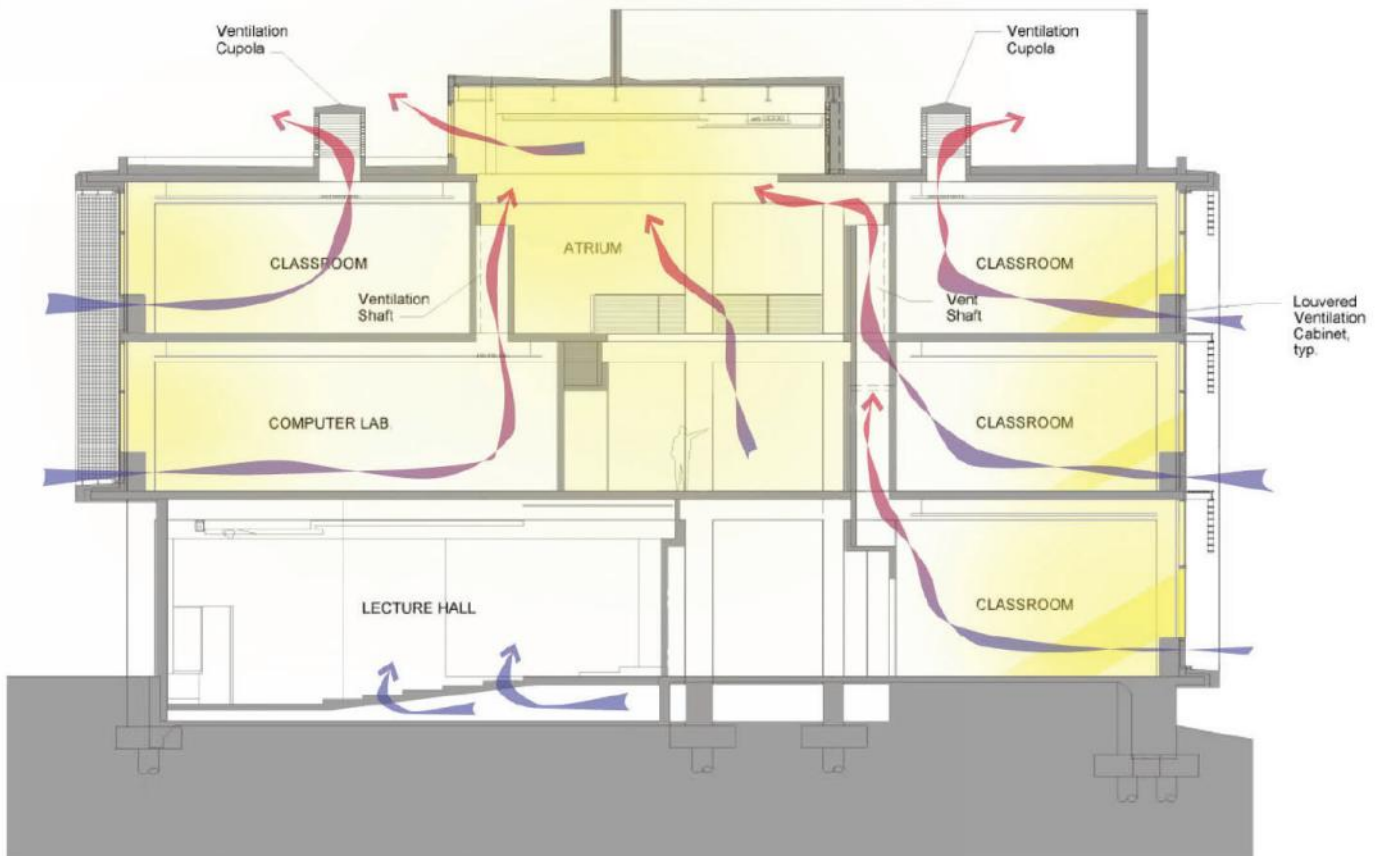 Ventilation
Cupola
Ventilation
Cupola
ATRIUM
CLASSROOM
CLASSROOM
Ventilation
Shaft
Vent
Shaft
Louvered
Ventilation
Cabinet,
typ.
COMPUTER LAB.
CLASSROOM
LECTURE HALL
CLASSROOM